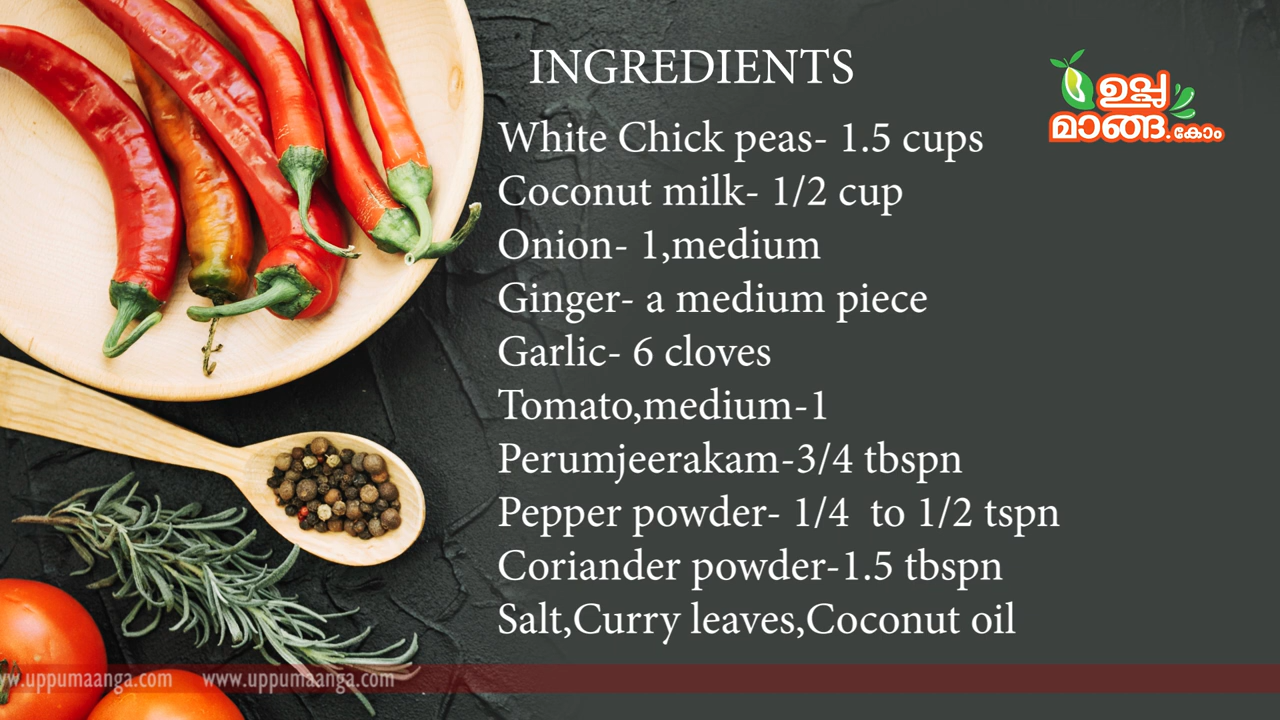 INGREDIENTS
ഉപ്പു
മാങ്ങ.കോം
White Chick peas- 1.5 cups
Coconut milk- 1/2 cup
Onion- 1,medium
Ginger- a medium piece
Garlic- 6 cloves
Tomato,medium-1
Perumjeerakam-3/4 tbspn
Pepper powder- 1/4  to 1/2 tspn
Coriander powder-1.5 tbspn
Salt,Curry leaves,Coconut oil
w.uppumaanga.com www.uppumaanga.com